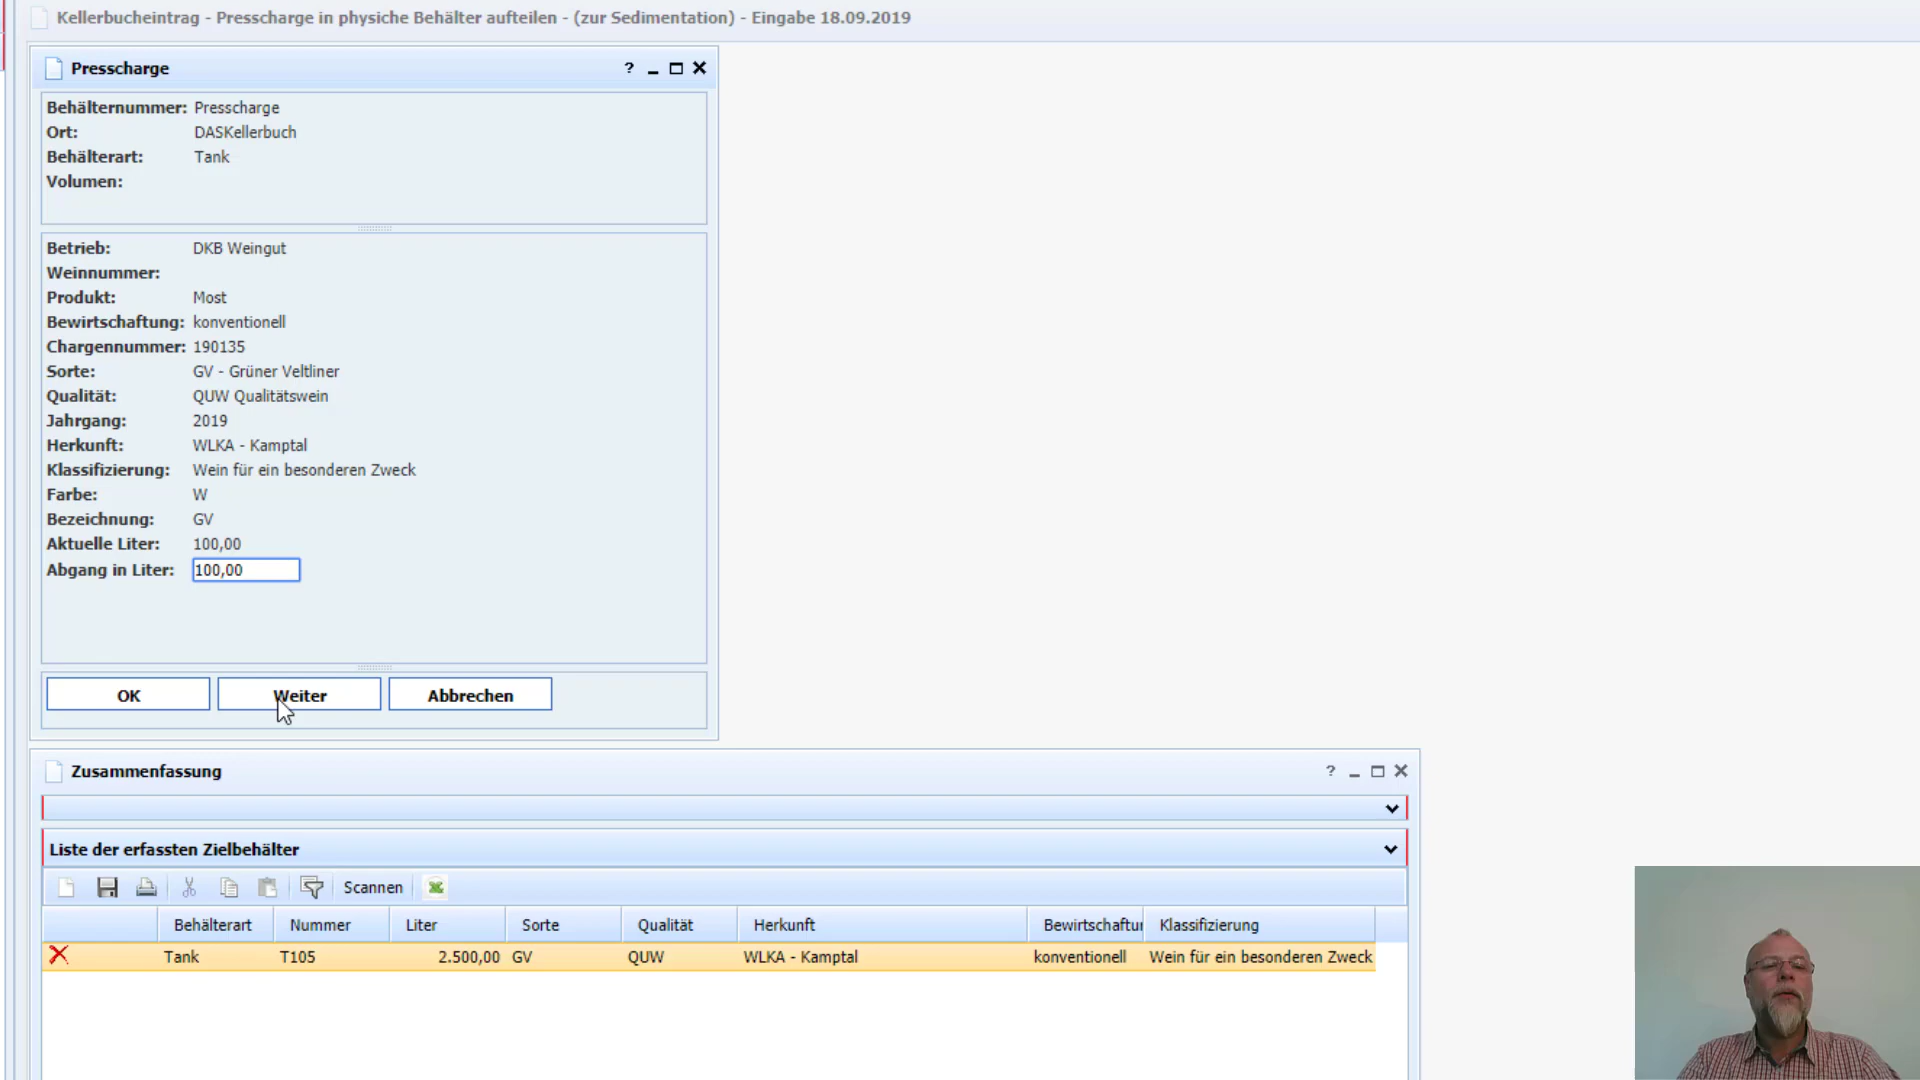 Kellerbucheintrag - Presscharge in physiche Behälter aufteilen - (zur Sedimentation) - Eingabe 18.09.2019
Presscharge
Behälternummer: Presscharge
Ort: DASKellerbuch
Behälterart: Tank
Volumen:
Betrieb: DKB Weingut
Weinnummer:
Produkt: Most
Bewirtschaftung: konventionell
Chargennummer: 190135
Sorte: GV - Grüner Veltliner
Qualität: QUW Qualitätswein
Jahrgang: 2019
Herkunft: WLKA - Kamptal
Klassifizierung: Wein für ein besonderen Zweck
Farbe: W
Bezeichnung: GV
Aktuelle Liter: 100,00
Abgang in Liter: 100,00
OK Weiter Abbrechen
Zusammenfassung
Liste der erfassten Zielbehälter
Scannen
Behälterart Nummer Liter Sorte Qualität Herkunft Bewirtschaftur Klassifizierung
Tank T105 2.500,00 GV QUW WLKA - Kamptal konventionell Wein für ein besonderen Zweck